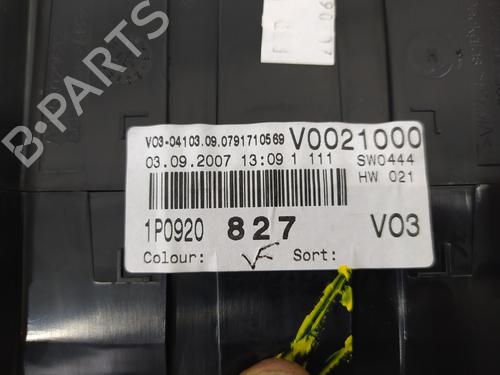 V03-04103.09.0791710569 V0021000
03.09.2007 13:09 1 111 SW0444
HW 021
1P0920 827 V03
Colour: VF Sort:
B-PARTS